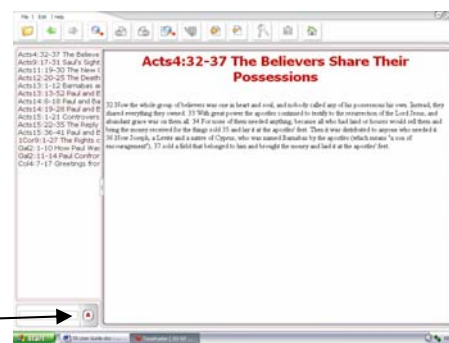 File | Edit | Help
Acts4:32-37 The Believe
Acts9:17-31 Saul's Sight
Acts11:19-30 The New C
Acts12:20-25 The Death
Acts13:1-12 Barnabas a
Acts13:13-52 Paul and B
Acts14:8-18 Paul and Ba
Acts14:19-28 Paul and B
Acts15:1-21 Controvers
Acts15:22-35 The Reply
Acts15:36-41 Paul and B
1Cor9:1-27 The Rights o
Gal2:1-10 How Paul Was
Gal2:11-14 Paul Confron
Col4:7-17 Greetings from
Acts4:32-37 The Believers Share Their
Possessions
32 Now the whole group of believers was one in heart and soul, and nobody called any of his possessions his own. Instead, they
shared everything they owned. 33 With great power the apostles continued to testify to the resurrection of the Lord Jesus, and
abundant grace was on them all. 34 For none of them needed anything, because all who had land or houses would sell them and
bring the money received for the things sold 35 and lay it at the apostles' feet. Then it was distributed to anyone who needed it.
36 Now Joseph, a Levite and a native of Cyprus, who was named Barnabas by the apostles (which means "a son of
encouragement"), 37 sold a field that belonged to him and brought the money and laid it at the apostles' feet.
start